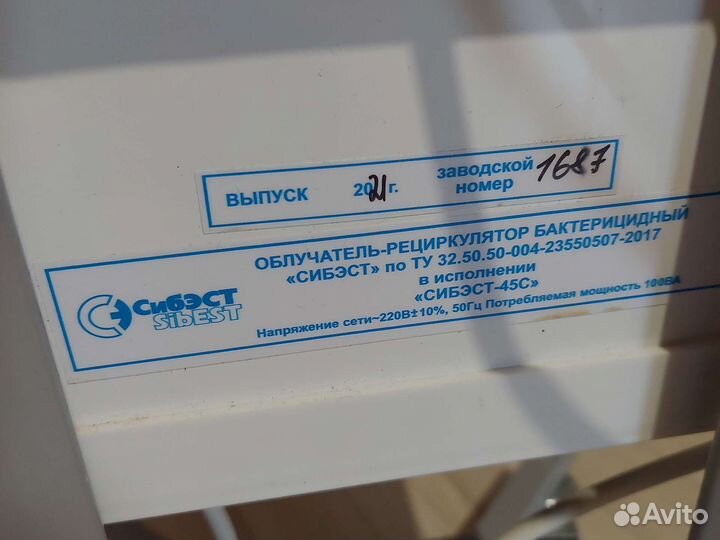 ВЫПУСК 2021 г. заводской номер 1687
СИБЭСТ
SibEST
ОБЛУЧАТЕЛЬ-РЕЦИРКУЛЯТОР БАКТЕРИЦИДНЫЙ
«СИБЭСТ» по ТУ 32.50.50-004-23550507-2017
в исполнении
«СИБЭСТ-45С»
Напряжение сети~220В±10%, 50Гц Потребляемая мощность 100ВА
Avito